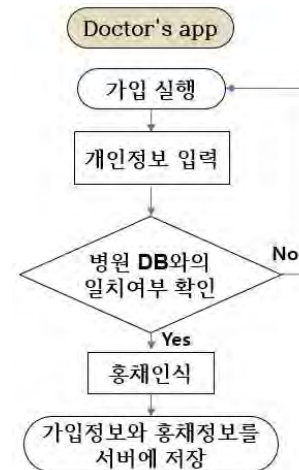 Doctor's app
가입 실행
개인정보 입력
병원 DB와의
일치여부 확인
No
Yes
홍채인식
가입정보와 홍채정보를
서버에 저장